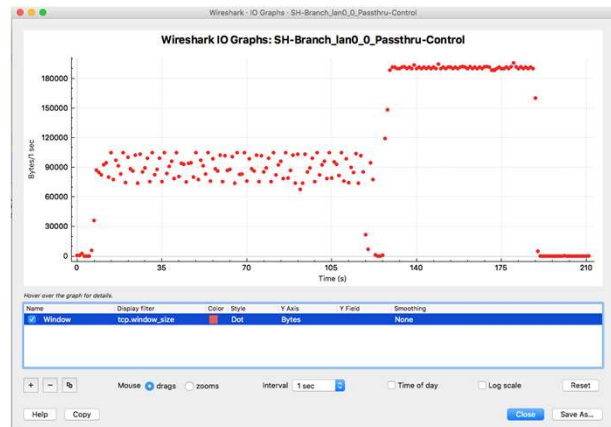 Wireshark · IO Graphs · SH-Branch_lan0_0_Passthru-Control
Wireshark IO Graphs: SH-Branch_lan0_0_Passthru-Control
Bytes/1 sec
180000
150000
120000
90000
60000
30000
0
0 35 70 105 140 175 210
Time (s)
Hover over the graph for details.
Name Display filter Color Style Y Axis Y Field Smoothing
Window tcp.window_size Dot Bytes None
+ − Mouse drags zooms Interval 1 sec Time of day Log scale Reset
Help Copy Close Save As...